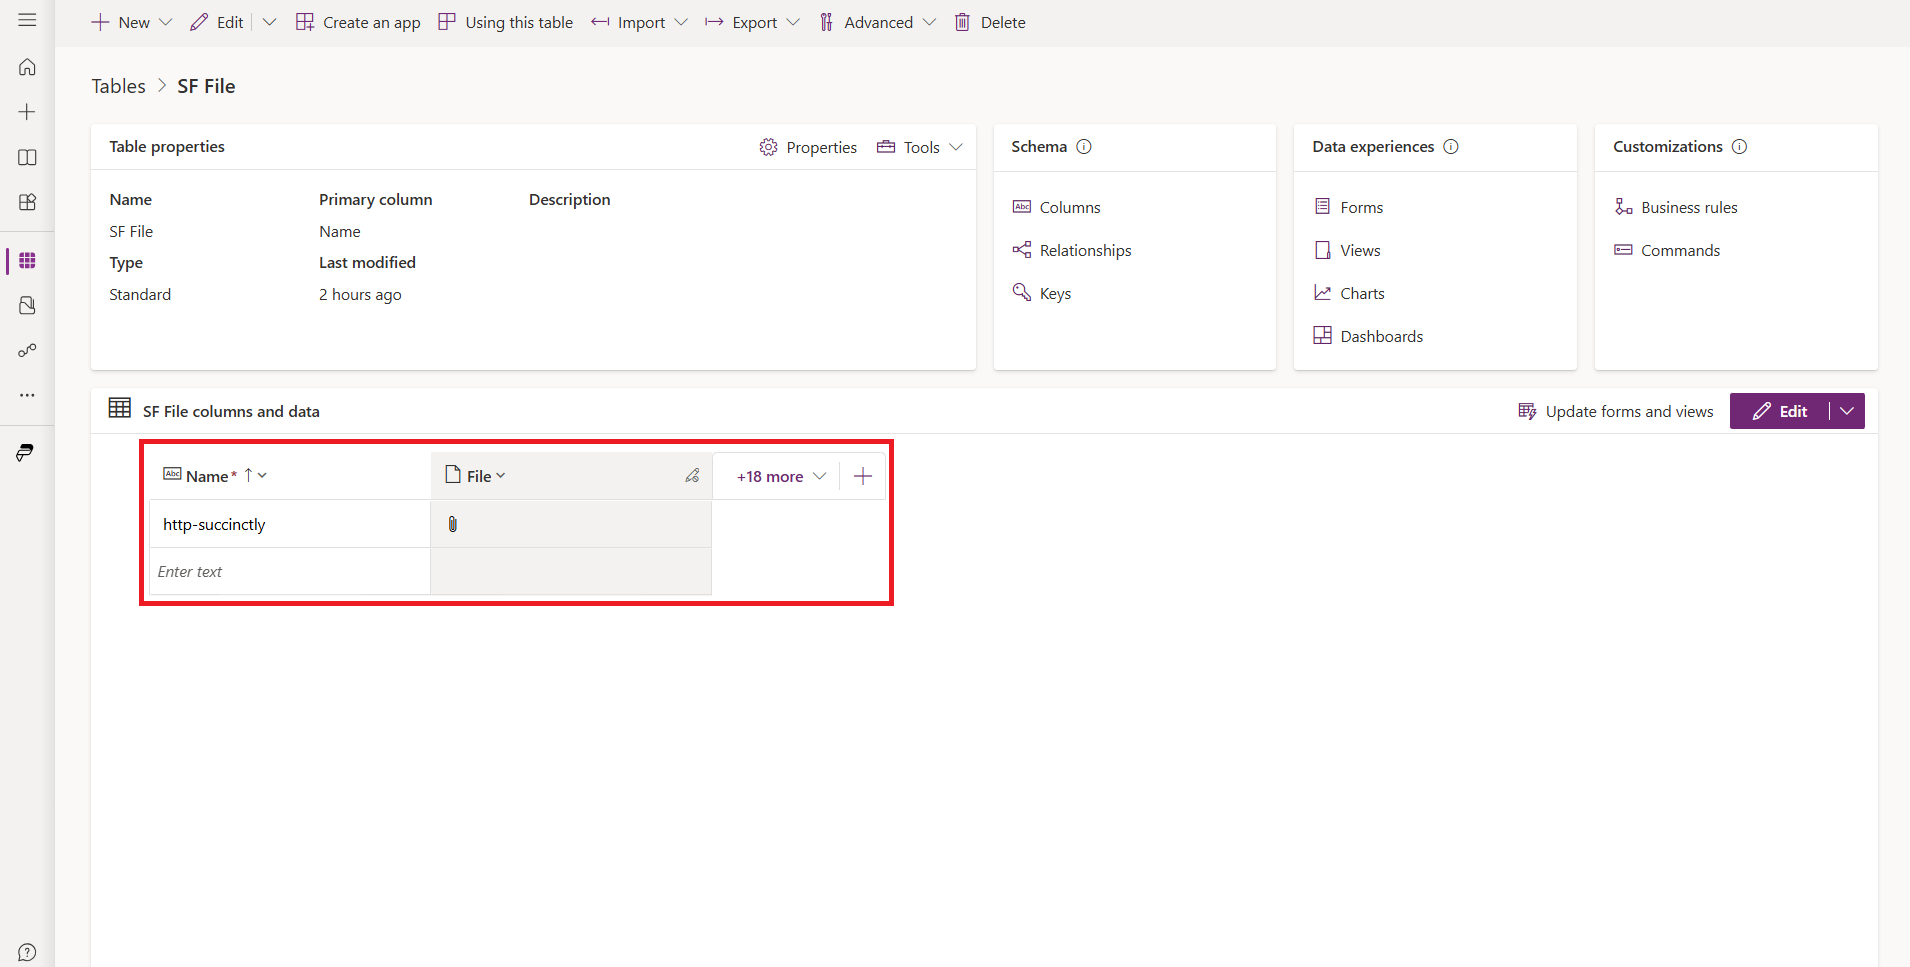 New Edit Create an app Using this table Import Export Advanced Delete
Tables > SF File
Table properties Properties Tools
Name Primary column Description
SF File Name
Type Last modified
Standard 2 hours ago
Schema
Columns
Relationships
Keys
Data experiences
Forms
Views
Charts
Dashboards
Customizations
Business rules
Commands
SF File columns and data Update forms and views Edit
Abc Name* ↑ File +18 more
http-succinctly
Enter text